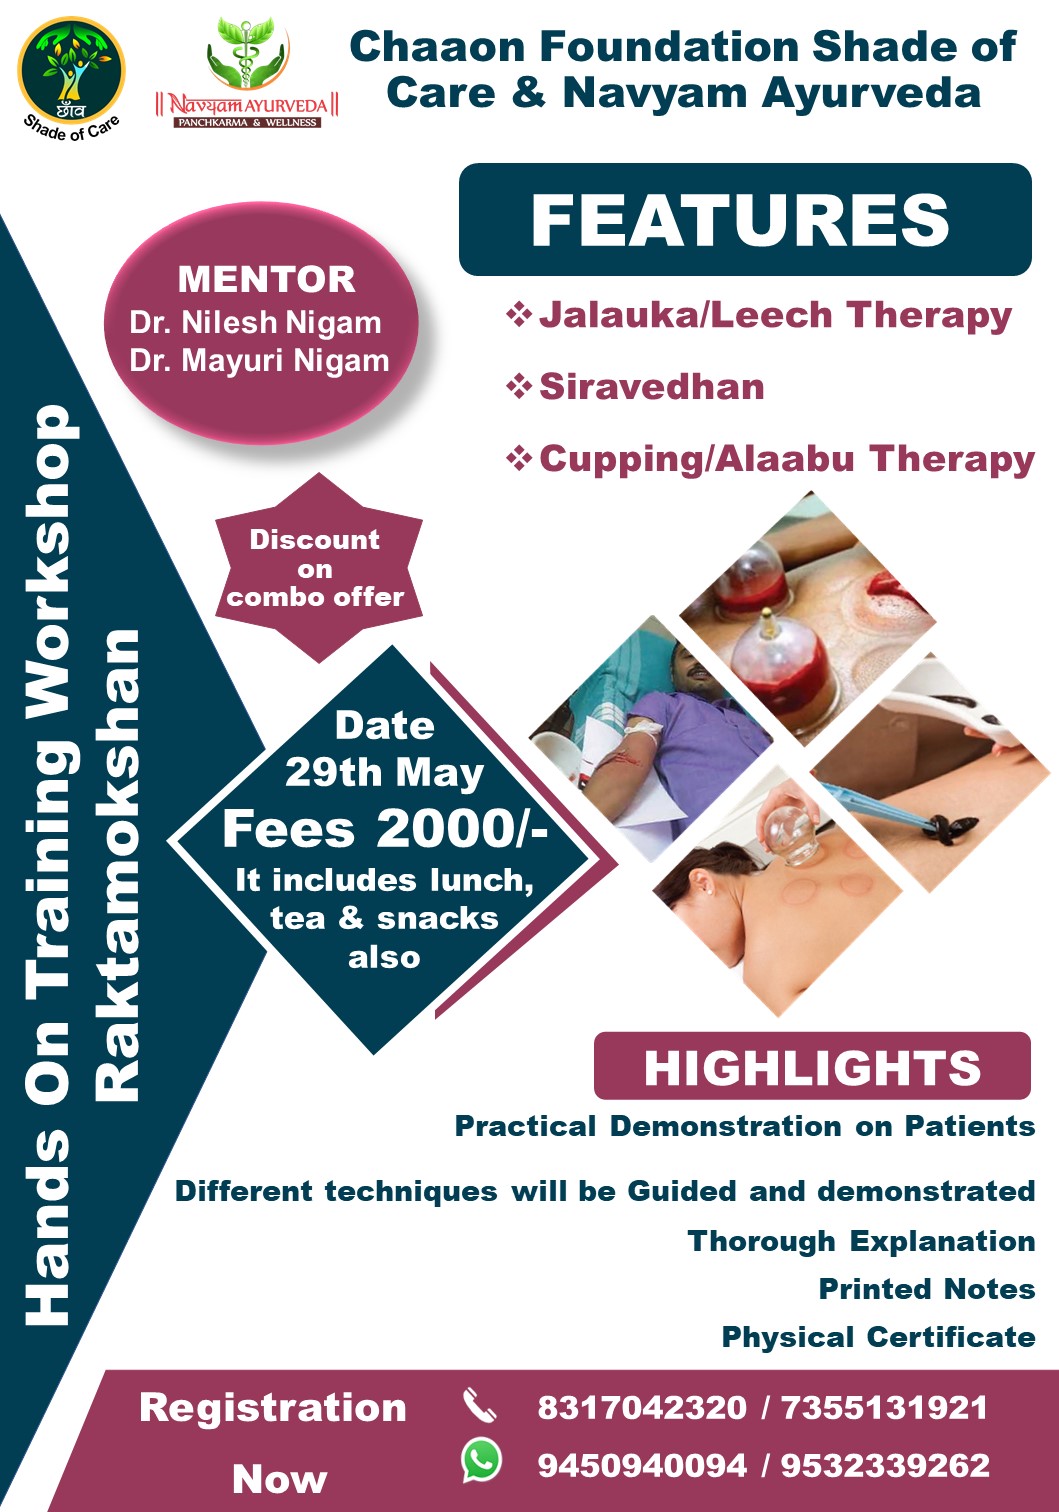 छाँव
Shade of Care
|| Navyam AYURVEDA ||
PANCHKARMA & WELLNESS
Chaaon Foundation Shade of
Care & Navyam Ayurveda
FEATURES
❖ Jalauka/Leech Therapy
❖ Siravedhan
❖ Cupping/Alaabu Therapy
MENTOR
Dr. Nilesh Nigam
Dr. Mayuri Nigam
Hands On Training Workshop
Raktamokshan
Discount
on
combo offer
Date
29th May
Fees 2000/-
It includes lunch,
tea & snacks
also
HIGHLIGHTS
Practical Demonstration on Patients
Different techniques will be Guided and demonstrated
Thorough Explanation
Printed Notes
Physical Certificate
Registration
Now
8317042320 / 7355131921
9450940094 / 9532339262